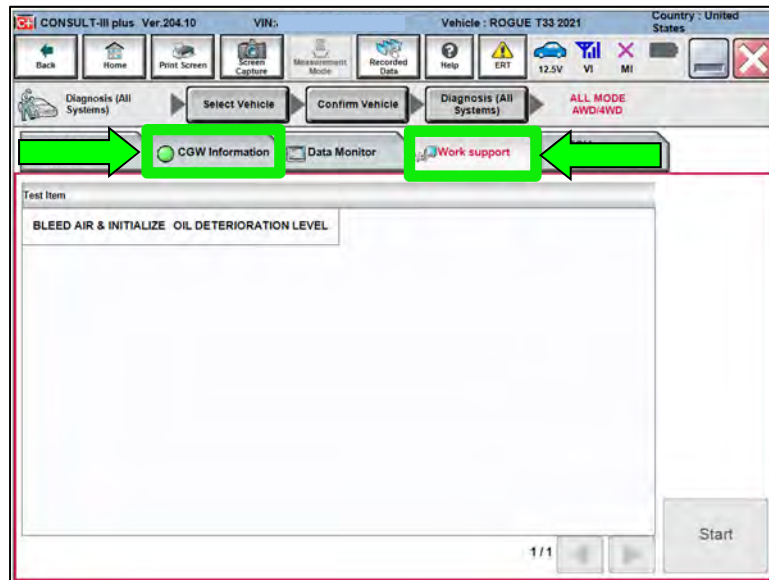 CONSULT-III plus Ver.204.10 VIN: Vehicle : ROGUE T33 2021 Country : United States
Back
Home
Print Screen
Screen Capture
Measurement Mode
Recorded Data
Help
ERT
12.5V
VI
MI
Diagnosis (All Systems)
Select Vehicle
Confirm Vehicle
Diagnosis (All Systems)
ALL MODE AWD/4WD
CGW Information
Data Monitor
Work support
Test Item
BLEED AIR & INITIALIZE OIL DETERIORATION LEVEL
1/1
Start